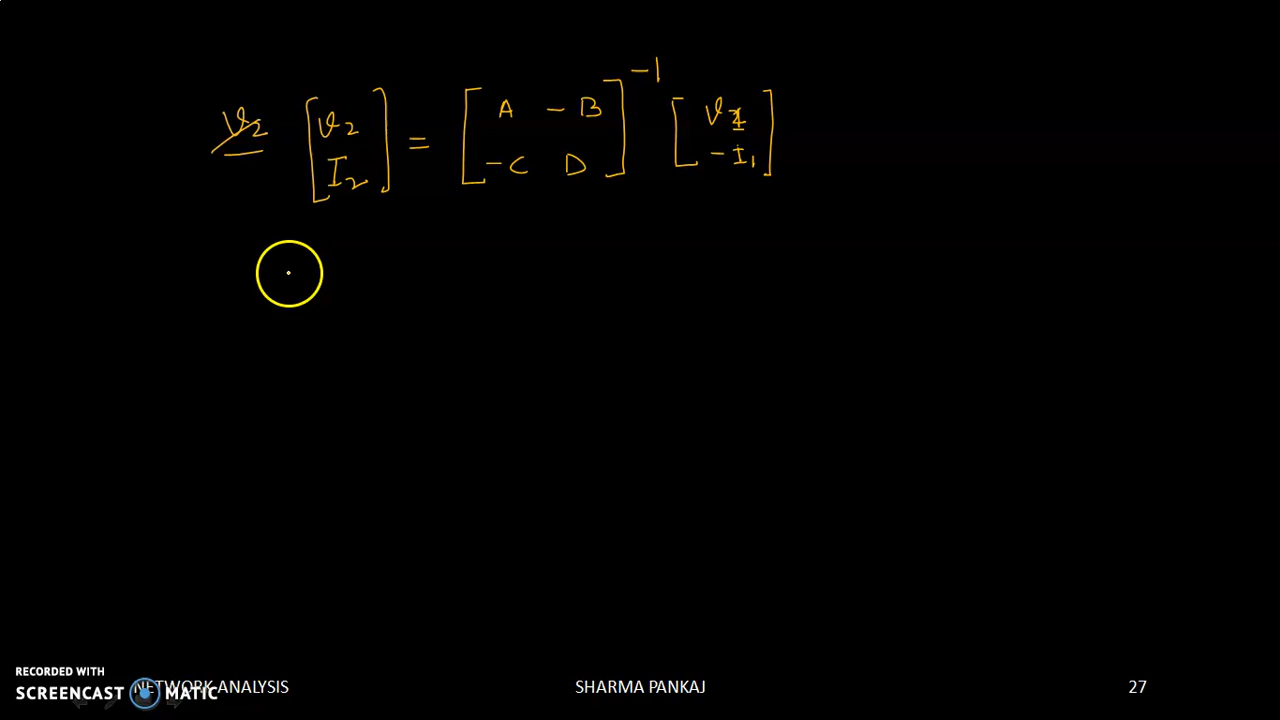 V₂ [V₂ I₂] = [A -B -C D]⁻¹ [V₁ -I₁]
RECORDED WITH
SCREENCAST MATIC
NETWORK ANALYSIS SHARMA PANKAJ 27